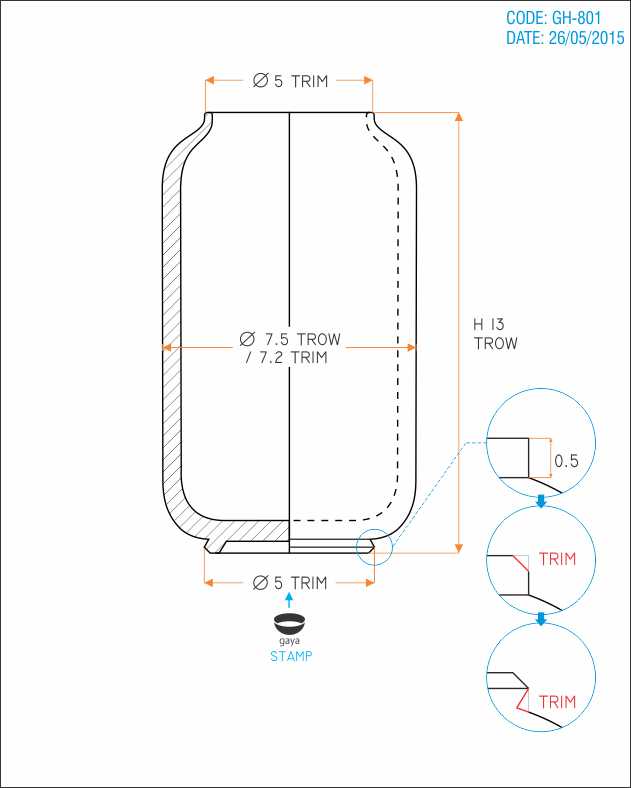 CODE: GH-801
DATE: 26/05/2015
Ø 5 TRIM
Ø 7.5 TROW
/ 7.2 TRIM
H 13
TROW
0.5
TRIM
TRIM
Ø 5 TRIM
gaya
STAMP